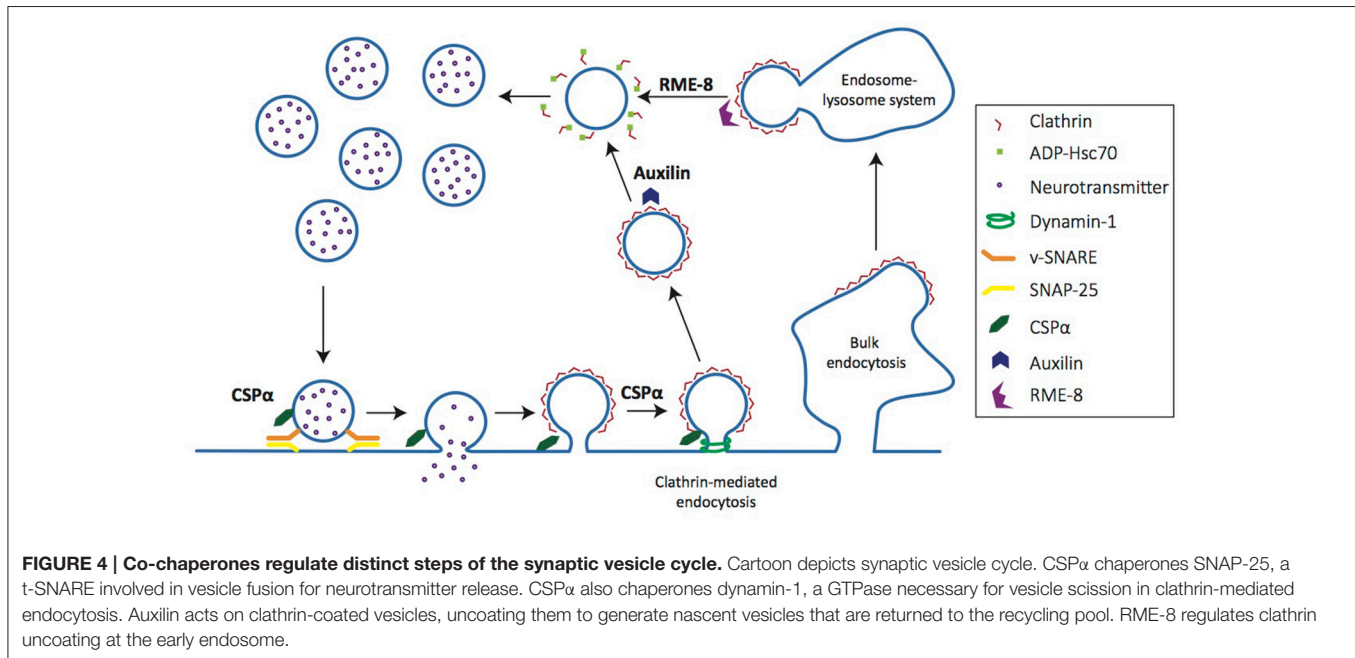 RME-8
Endosome-
lysosome system
Auxilin
Bulk
endocytosis
CSPα
CSPα
Clathrin-mediated
endocytosis
Clathrin
ADP-Hsc70
Neurotransmitter
Dynamin-1
v-SNARE
SNAP-25
CSPα
Auxilin
RME-8
FIGURE 4 | Co-chaperones regulate distinct steps of the synaptic vesicle cycle. Cartoon depicts synaptic vesicle cycle. CSPα chaperones SNAP-25, a
t-SNARE involved in vesicle fusion for neurotransmitter release. CSPα also chaperones dynamin-1, a GTPase necessary for vesicle scission in clathrin-mediated
endocytosis. Auxilin acts on clathrin-coated vesicles, uncoating them to generate nascent vesicles that are returned to the recycling pool. RME-8 regulates clathrin
uncoating at the early endosome.